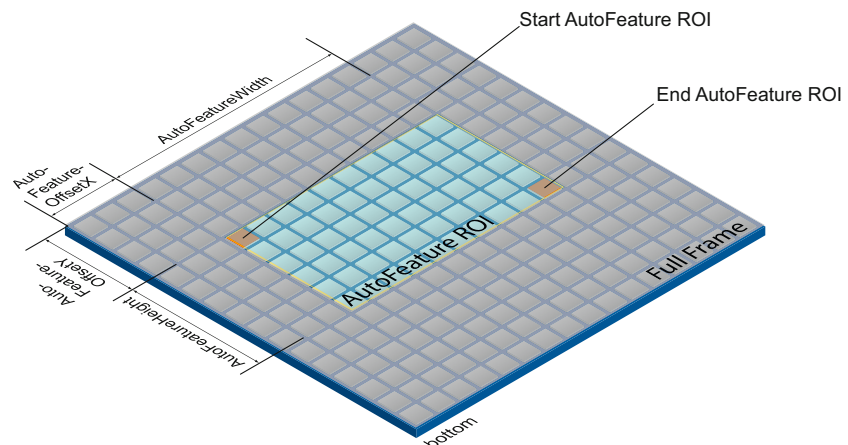 Start AutoFeature ROI
End AutoFeature ROI
AutoFeatureWidth
Auto-
Feature-
OffsetX
Auto-
Feature-
OffsetY
AutoFeatureHeight
AutoFeature ROI
Full Frame
bottom